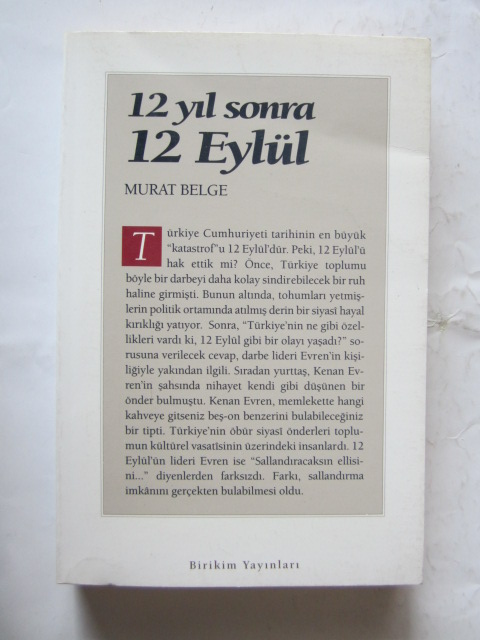 12 yıl sonra
12 Eylül
MURAT BELGE
Türkiye Cumhuriyeti tarihinin en büyük
“katastrof”u 12 Eylül'dür. Peki, 12 Eylül'ü
hak ettik mi? Önce, Türkiye toplumu
böyle bir darbeyi daha kolay sindirebilecek bir ruh
haline girmişti. Bunun altında, tohumları yetmiş-
lerin politik ortamında atılmış derin bir siyasî hayal
kırıklığı yatıyor. Sonra, “Türkiye'nin ne gibi özel-
likleri vardı ki, 12 Eylül gibi bir olayı yaşadı?” so-
rusuna verilecek cevap, darbe lideri Evren'in kişi-
liğiyle yakından ilgili. Sıradan yurttaş, Kenan Ev-
ren'in şahsında nihayet kendi gibi düşünen bir
önder bulmuştu. Kenan Evren, memlekette hangi
kahveye gitseniz beş-on benzerini bulabileceğiniz
bir tipti. Türkiye'nin öbür siyasî önderleri toplu-
mun kültürel vasatîsinin üzerindeki insanlardı. 12
Eylül'ün lideri Evren ise “Sallandıracaksın ellisi-
ni...” diyenlerden farksızdı. Farkı, sallandırma
imkânını gerçekten bulabilmesi oldu.
Birikim Yayınları